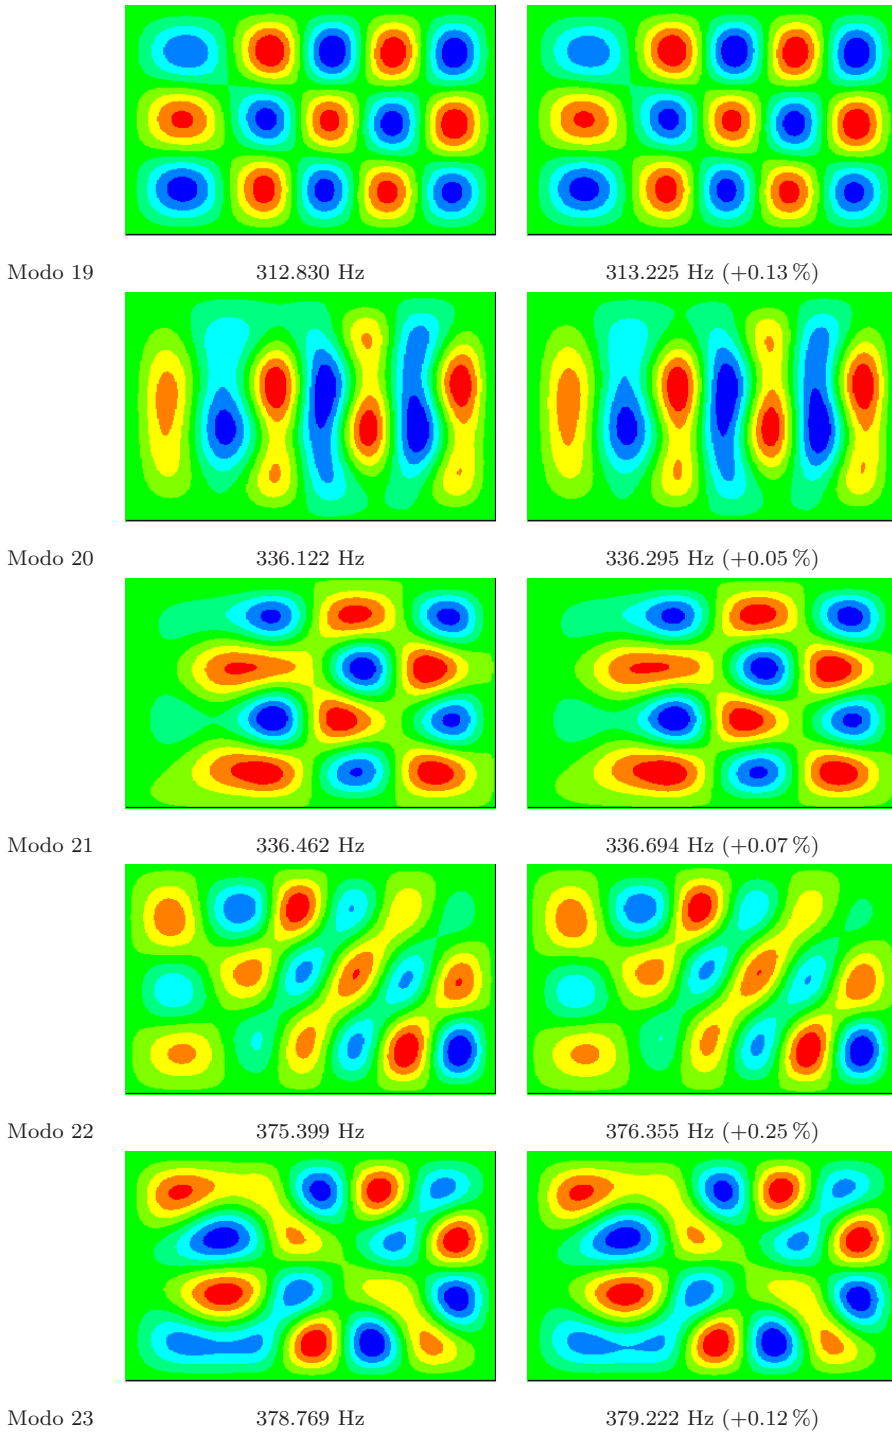 Modo 19 312.830 Hz 313.225 Hz (+0.13 %)
Modo 20 336.122 Hz 336.295 Hz (+0.05 %)
Modo 21 336.462 Hz 336.694 Hz (+0.07 %)
Modo 22 375.399 Hz 376.355 Hz (+0.25 %)
Modo 23 378.769 Hz 379.222 Hz (+0.12 %)